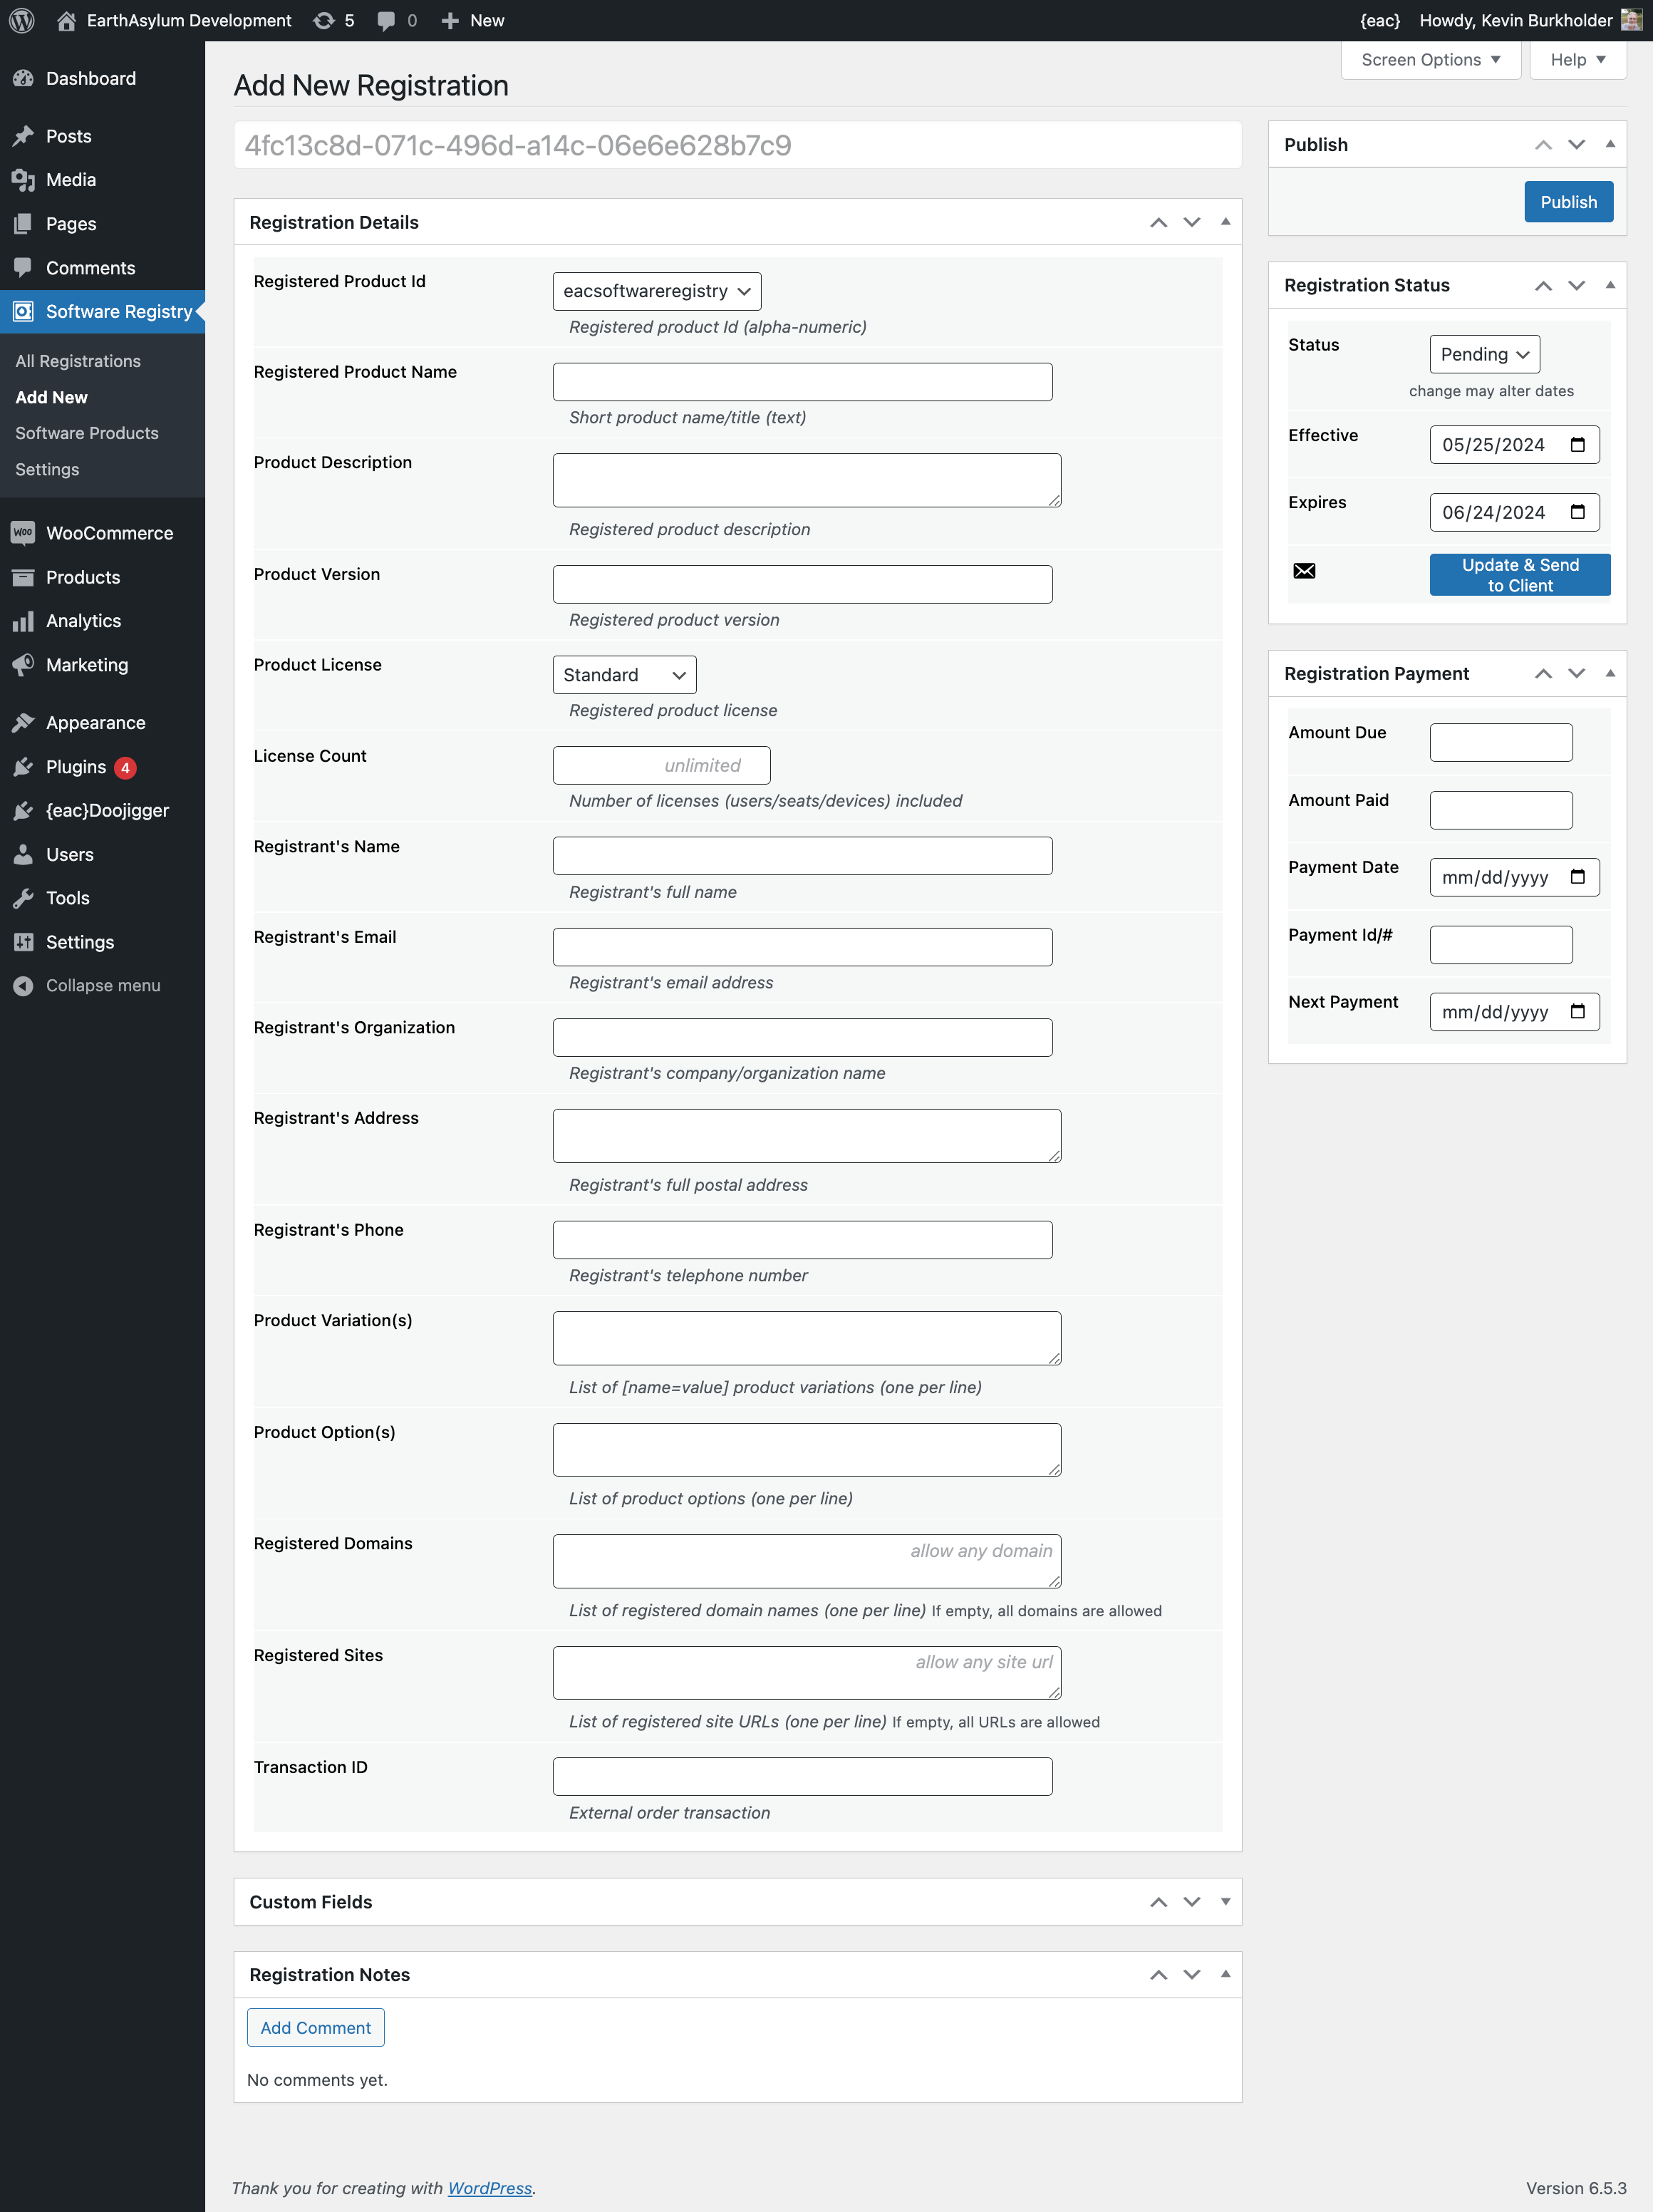 EarthAsylum Development 5 0 New {eac} Howdy, Kevin Burkholder
Screen Options ▼ Help ▼
Dashboard
Posts
Media
Pages
Comments
Software Registry
All Registrations
Add New
Software Products
Settings
WooCommerce
Products
Analytics
Marketing
Appearance
Plugins 4
{eac}Doojigger
Users
Tools
Settings
Collapse menu
Add New Registration
4fc13c8d-071c-496d-a14c-06e6e628b7c9
Registration Details
Registered Product Id
eacsoftwareregistry
Registered product Id (alpha-numeric)
Registered Product Name
Short product name/title (text)
Product Description
Registered product description
Product Version
Registered product version
Product License
Standard
Registered product license
License Count
unlimited
Number of licenses (users/seats/devices) included
Registrant's Name
Registrant's full name
Registrant's Email
Registrant's email address
Registrant's Organization
Registrant's company/organization name
Registrant's Address
Registrant's full postal address
Registrant's Phone
Registrant's telephone number
Product Variation(s)
List of [name=value] product variations (one per line)
Product Option(s)
List of product options (one per line)
Registered Domains
allow any domain
List of registered domain names (one per line) If empty, all domains are allowed
Registered Sites
allow any site url
List of registered site URLs (one per line) If empty, all URLs are allowed
Transaction ID
External order transaction
Custom Fields
Registration Notes
Add Comment
No comments yet.
Publish
Publish
Registration Status
Status
Pending
change may alter dates
Effective
05/25/2024
Expires
06/24/2024
Update & Send
to Client
Registration Payment
Amount Due
Amount Paid
Payment Date
mm/dd/yyyy
Payment Id/#
Next Payment
mm/dd/yyyy
Thank you for creating with WordPress.
Version 6.5.3